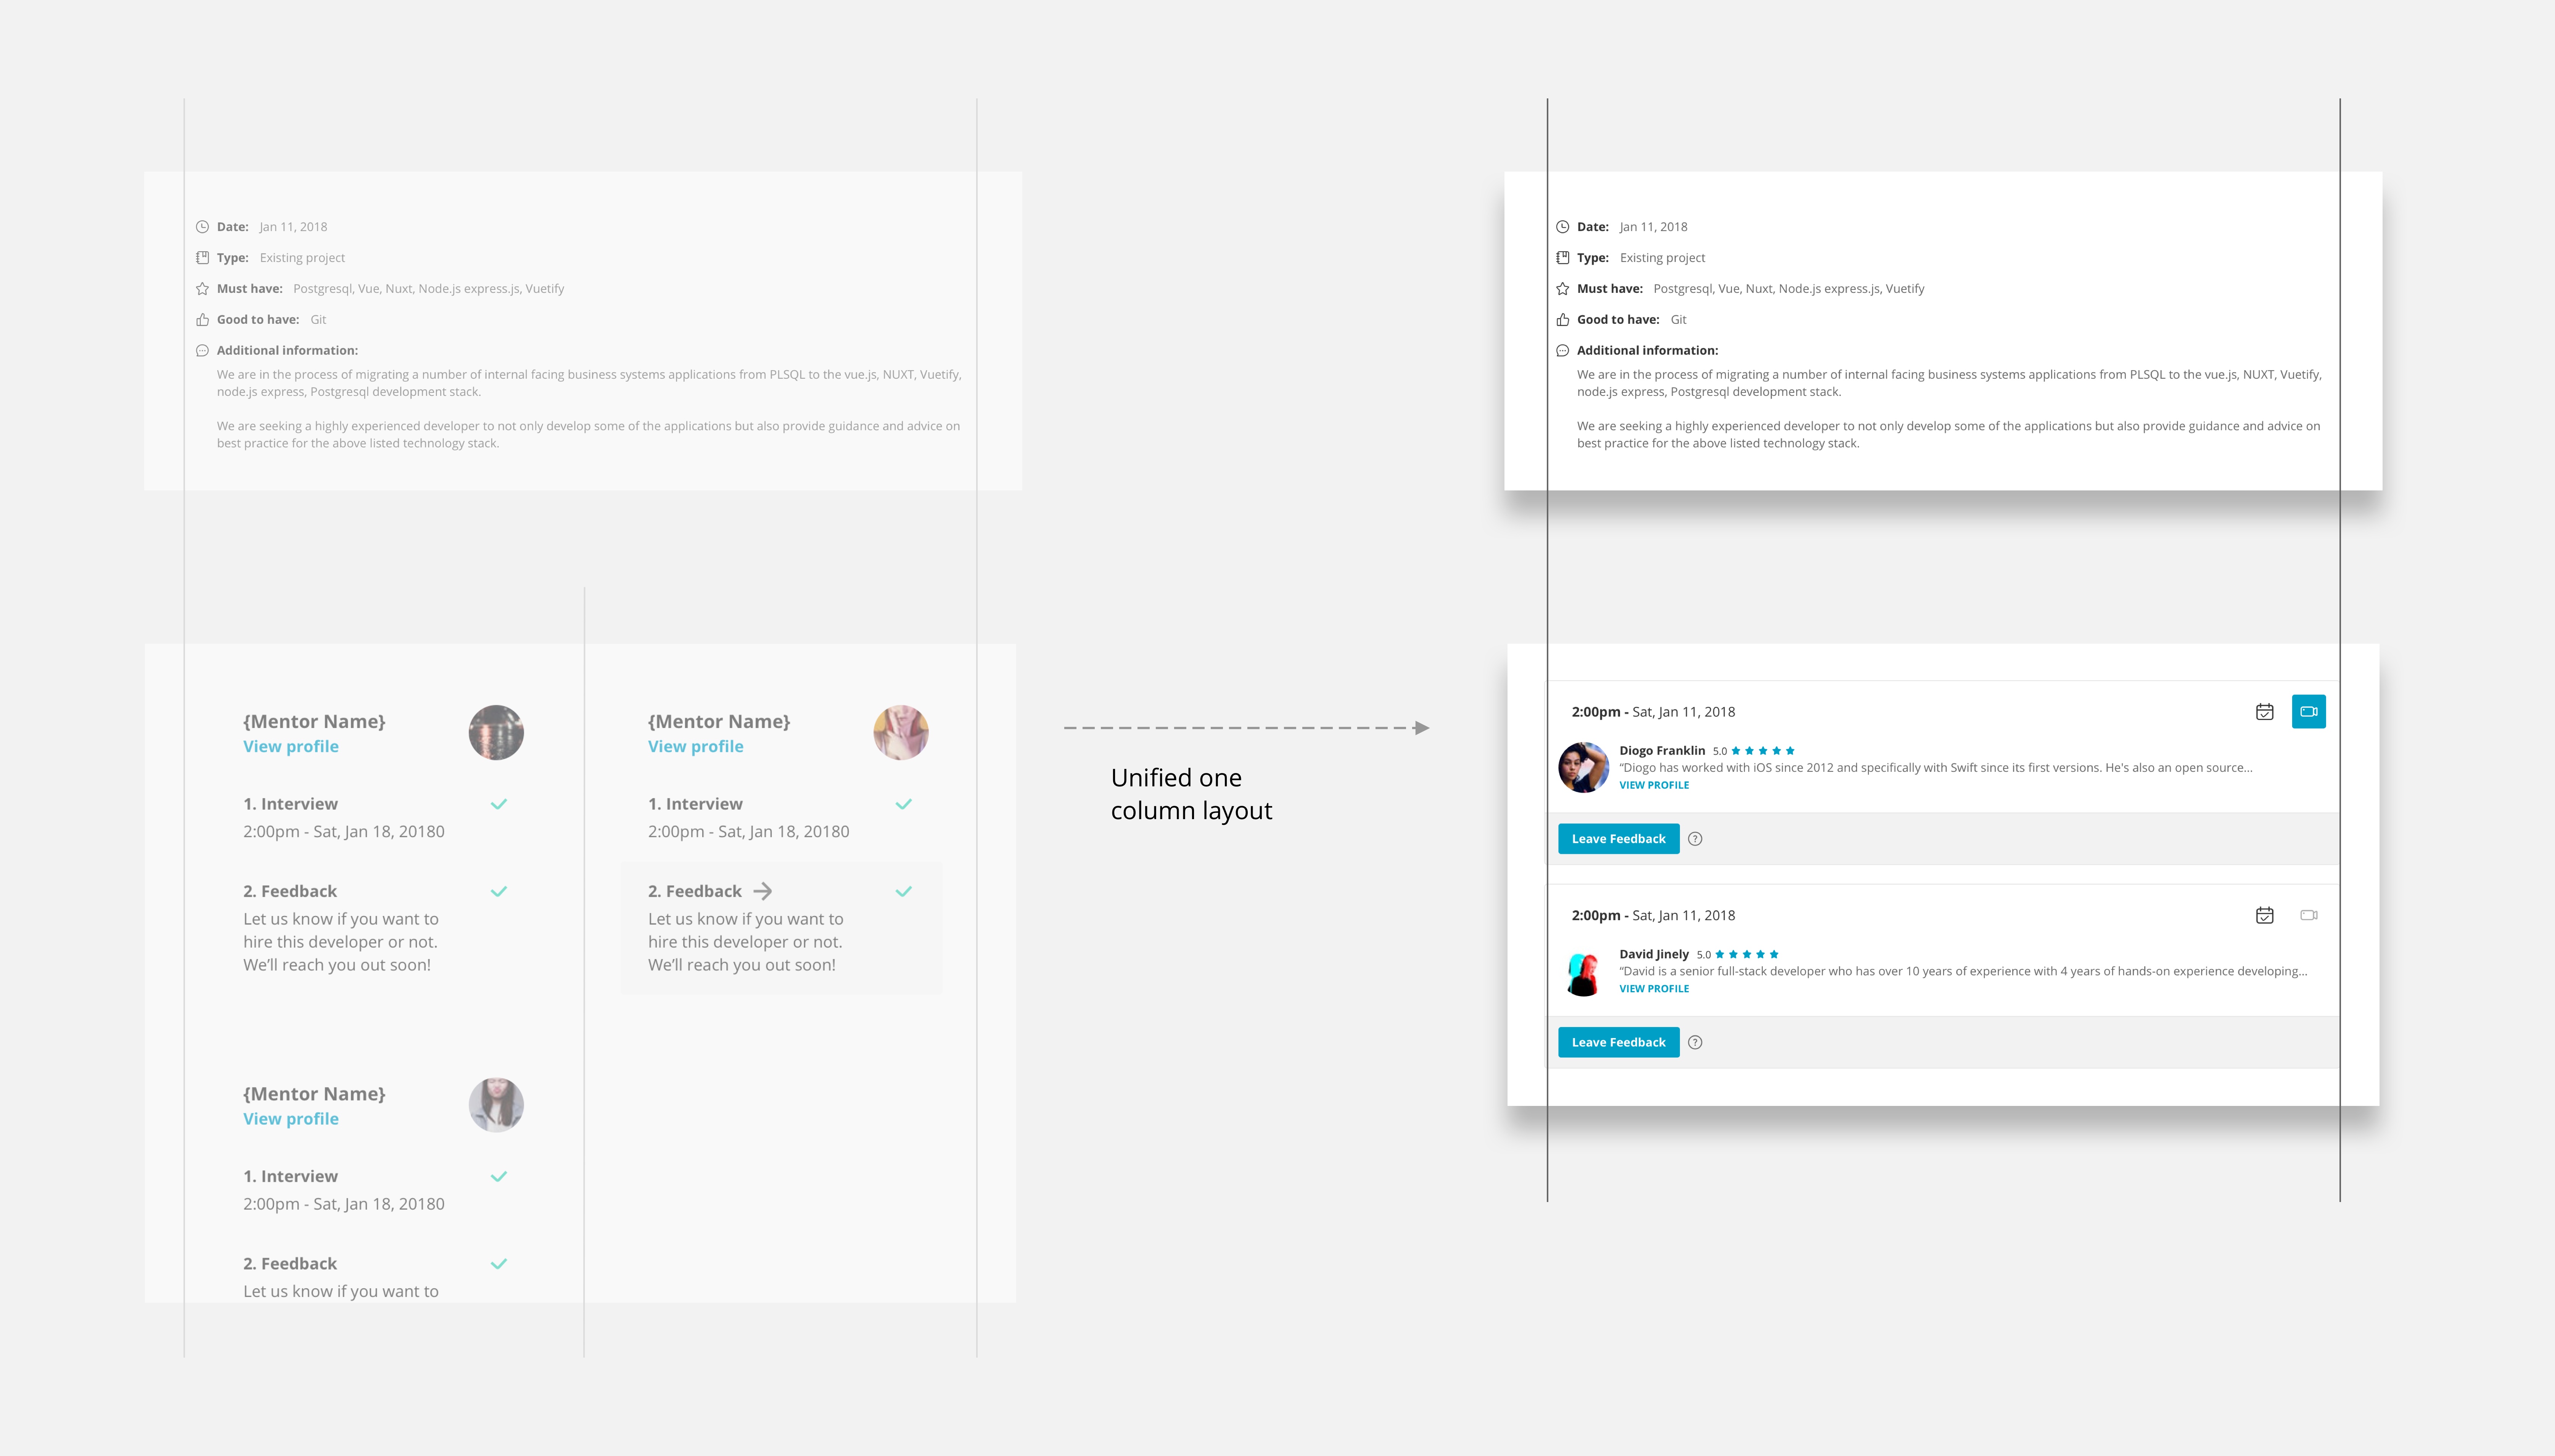 Date: Jan 11, 2018
Type: Existing project
Must have: Postgresql, Vue, Nuxt, Node.js express.js, Vuetify
Good to have: Git
Additional information:
We are in the process of migrating a number of internal facing business systems applications from PLSQL to the vue.js, NUXT, Vuetify,
node.js express, Postgresql development stack.
We are seeking a highly experienced developer to not only develop some of the applications but also provide guidance and advice on
best practice for the above listed technology stack.
{Mentor Name}
View profile
1. Interview
2:00pm - Sat, Jan 18, 20180
2. Feedback
Let us know if you want to
hire this developer or not.
We’ll reach you out soon!
{Mentor Name}
View profile
1. Interview
2:00pm - Sat, Jan 18, 20180
2. Feedback
Let us know if you want to
hire this developer or not.
We’ll reach you out soon!
{Mentor Name}
View profile
1. Interview
2:00pm - Sat, Jan 18, 20180
2. Feedback
Let us know if you want to
Unified one
column layout
Date: Jan 11, 2018
Type: Existing project
Must have: Postgresql, Vue, Nuxt, Node.js express.js, Vuetify
Good to have: Git
Additional information:
We are in the process of migrating a number of internal facing business systems applications from PLSQL to the vue.js, NUXT, Vuetify,
node.js express, Postgresql development stack.
We are seeking a highly experienced developer to not only develop some of the applications but also provide guidance and advice on
best practice for the above listed technology stack.
2:00pm - Sat, Jan 11, 2018
Diogo Franklin 5.0
“Diogo has worked with iOS since 2012 and specifically with Swift since its first versions. He's also an open source...
VIEW PROFILE
Leave Feedback ?
2:00pm - Sat, Jan 11, 2018
David Jinely 5.0
“David is a senior full-stack developer who has over 10 years of experience with 4 years of hands-on experience developing...
VIEW PROFILE
Leave Feedback ?